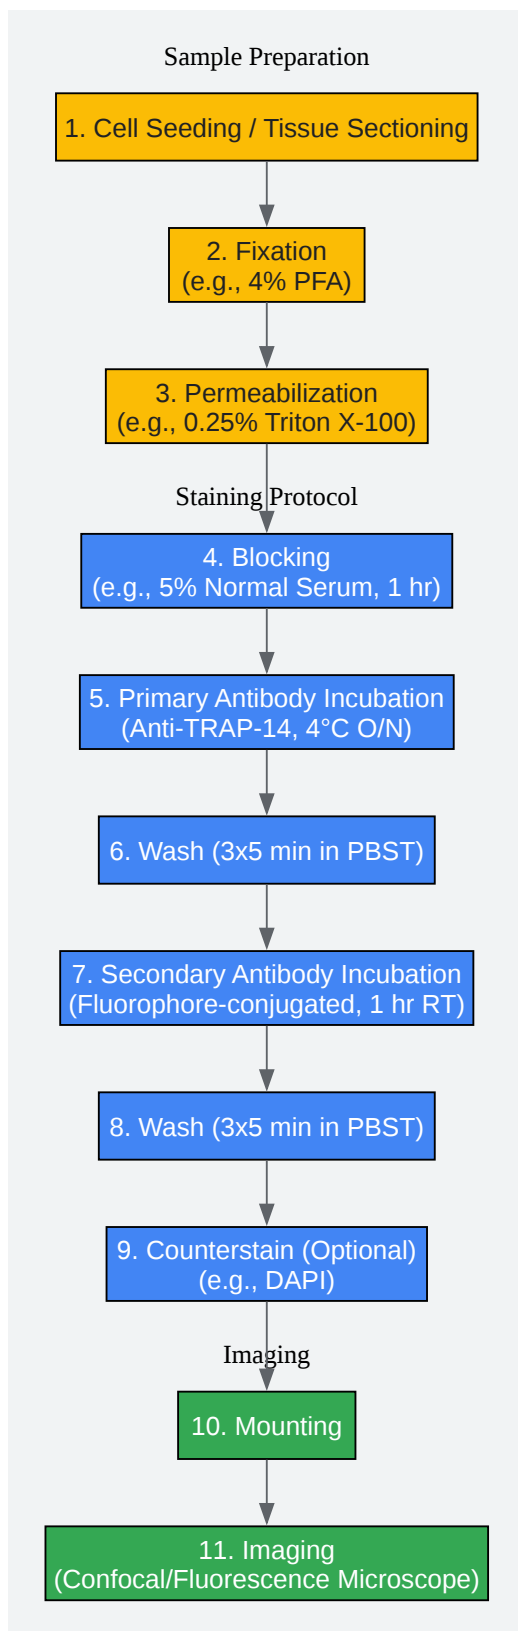 Sample Preparation
1. Cell Seeding / Tissue Sectioning
2. Fixation
(e.g., 4% PFA)
3. Permeabilization
(e.g., 0.25% Triton X-100)
Staining Protocol
4. Blocking
(e.g., 5% Normal Serum, 1 hr)
5. Primary Antibody Incubation
(Anti-TRAP-14, 4°C O/N)
6. Wash (3x5 min in PBST)
7. Secondary Antibody Incubation
(Fluorophore-conjugated, 1 hr RT)
8. Wash (3x5 min in PBST)
9. Counterstain (Optional)
(e.g., DAPI)
Imaging
10. Mounting
11. Imaging
(Confocal/Fluorescence Microscope)